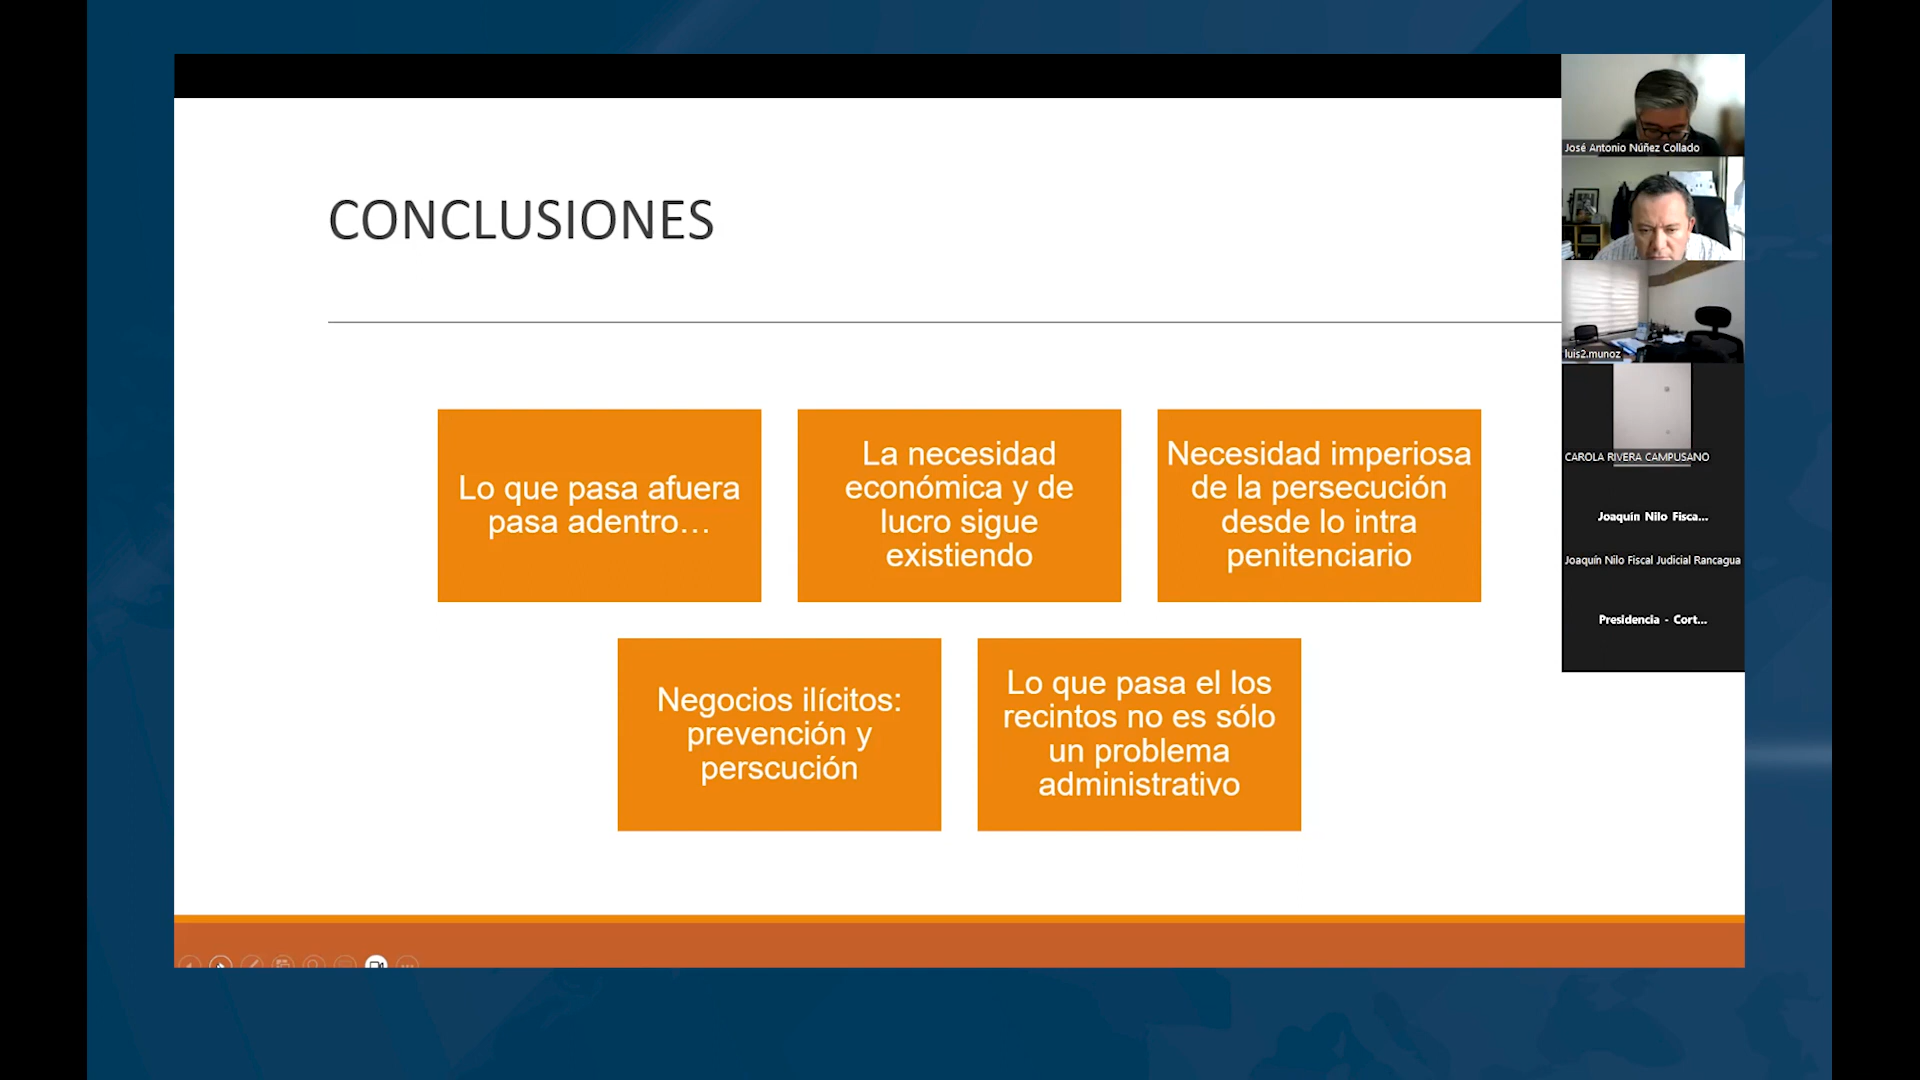 CONCLUSIONES
Lo que pasa afuera
pasa adentro…
La necesidad
económica y de
lucro sigue
existiendo
Necesidad imperiosa
de la persecución
desde lo intra
penitenciario
Negocios ilícitos:
prevención y
perscución
Lo que pasa el los
recintos no es sólo
un problema
administrativo
José Antonio Núñez Collado
luis2.munoz
CAROLA RIVERA CAMPUSANO
Joaquín Nilo Fisca...
Joaquín Nilo Fiscal Judicial Rancagua
Presidencia - Cort...